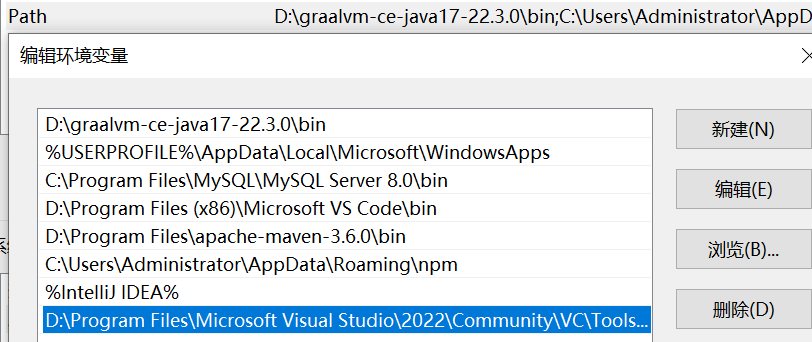 Path D:\graalvm-ce-java17-22.3.0\bin;C:\Users\Administrator\AppD
编辑环境变量
D:\graalvm-ce-java17-22.3.0\bin
新建(N)
%USERPROFILE%\AppData\Local\Microsoft\WindowsApps
C:\Program Files\MySQL\MySQL Server 8.0\bin
编辑(E)
D:\Program Files (x86)\Microsoft VS Code\bin
D:\Program Files\apache-maven-3.6.0\bin
浏览(B)...
C:\Users\Administrator\AppData\Roaming\npm
%IntelliJ IDEA%
删除(D)
D:\Program Files\Microsoft Visual Studio\2022\Community\VC\Tools...